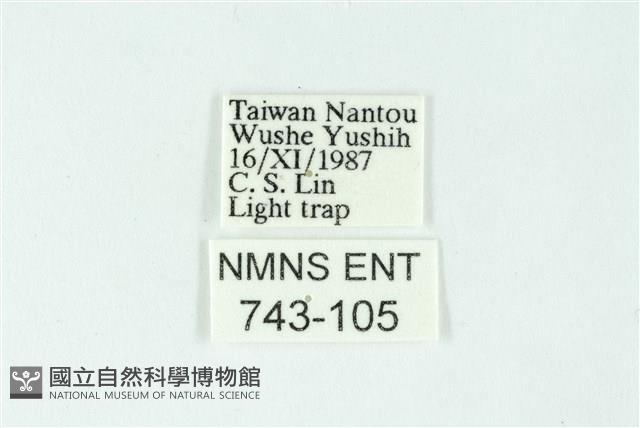 Taiwan Nantou
Wushe Yushih
16/XI/1987
C. S. Lin
Light trap
NMNS ENT
743-105
國立自然科學博物館
NATIONAL MUSEUM OF NATURAL SCIENCE